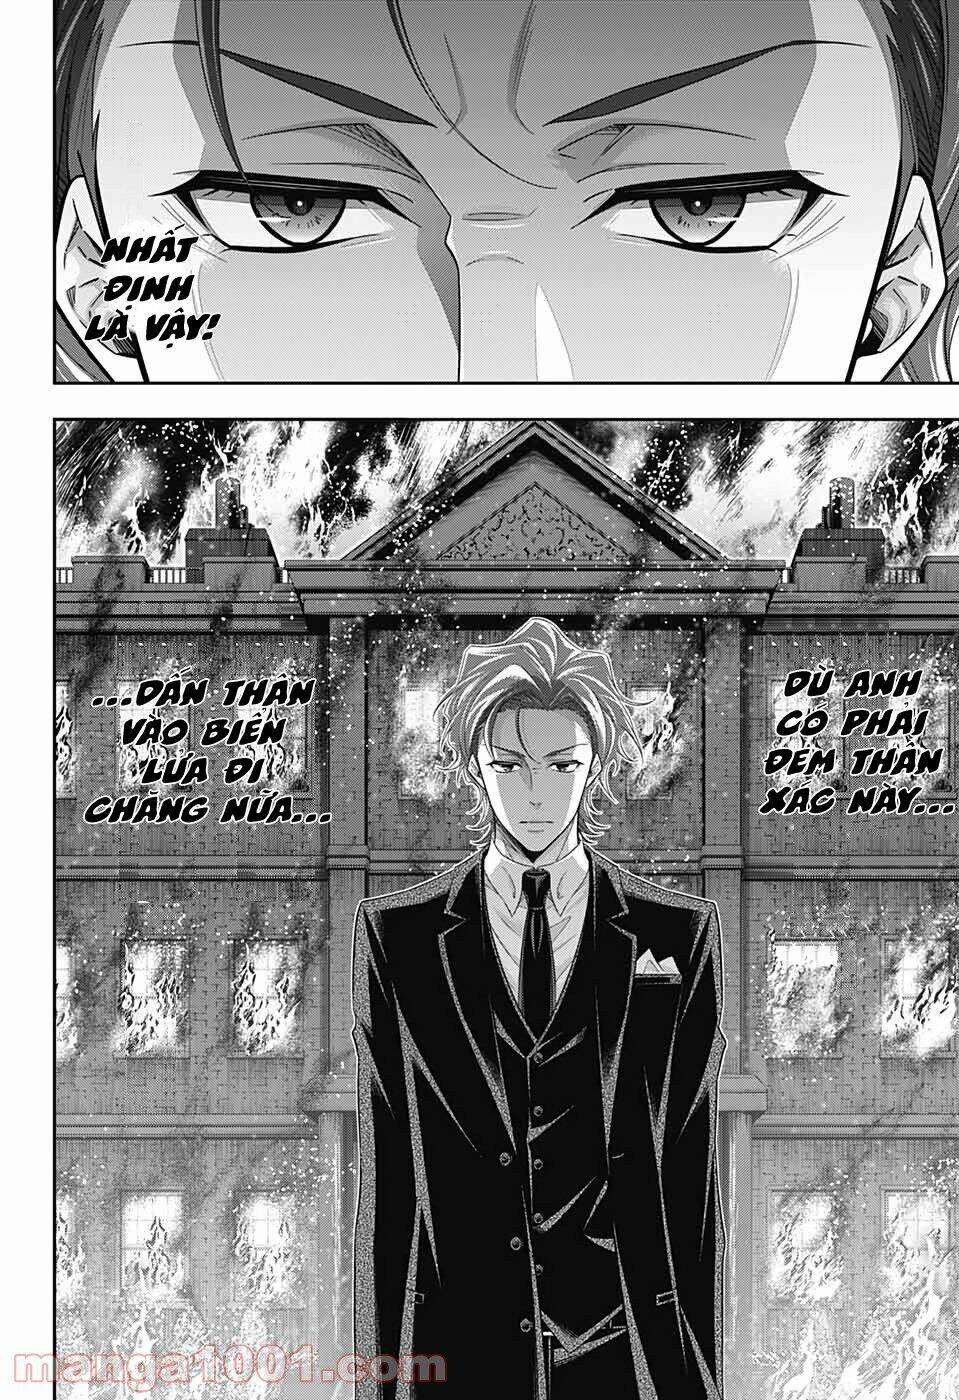 NHẤT
ĐỊNH
LÀ VẬY!
DÙ ANH
CÓ PHẢI
ĐEM THÂN
XÁC NÀY...
...DẤN THÂN
VÀO BIỂN
LỬA ĐI
CHĂNG NỮA...
manga1001.com